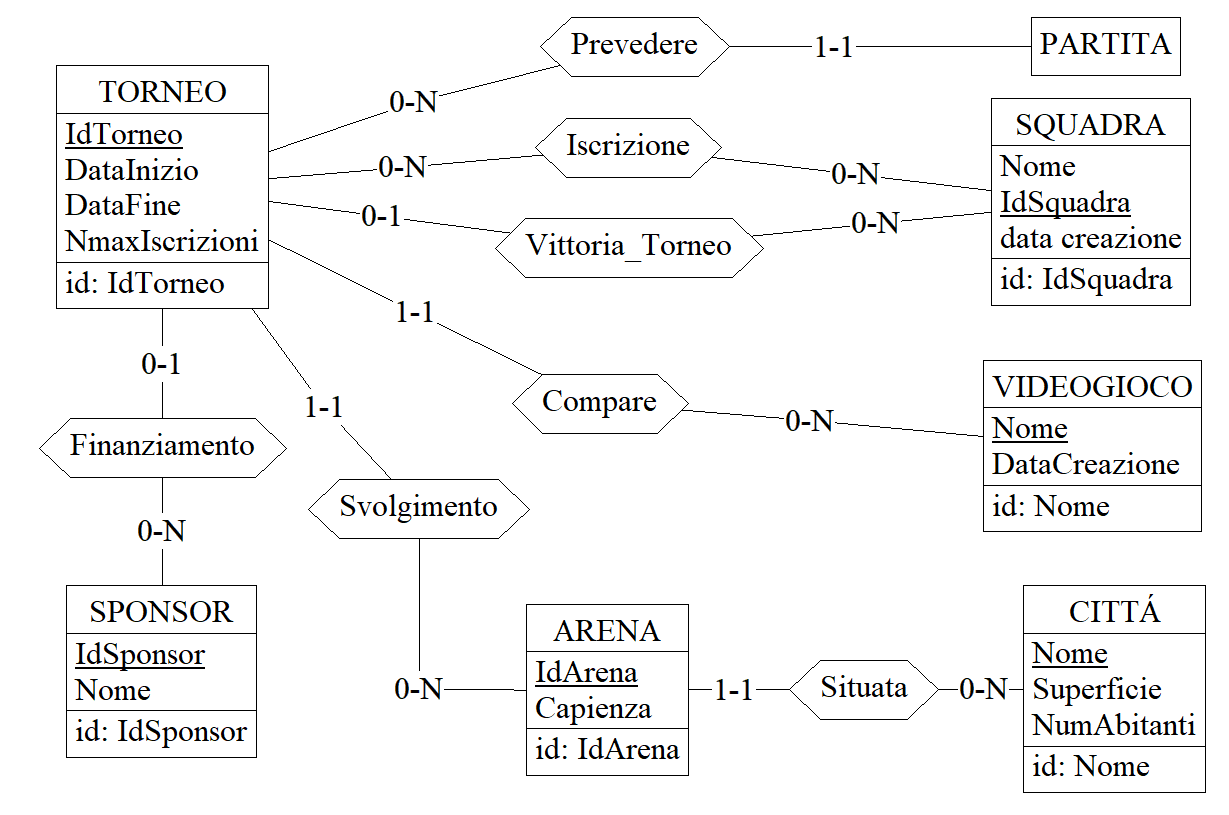 Prevedere
1-1
PARTITA
TORNEO
IdTorneo
DataInizio
DataFine
NmaxIscrizioni
id: IdTorneo
0-N
Iscrizione
0-N
0-N
SQUADRA
Nome
IdSquadra
data creazione
id: IdSquadra
0-1
Vittoria_Torneo
0-N
1-1
Compare
0-N
VIDEOGIOCO
Nome
DataCreazione
id: Nome
0-1
Finanziamento
0-N
1-1
Svolgimento
0-N
SPONSOR
IdSponsor
Nome
id: IdSponsor
ARENA
IdArena
Capienza
id: IdArena
1-1
Situata
0-N
CITTÁ
Nome
Superficie
NumAbitanti
id: Nome